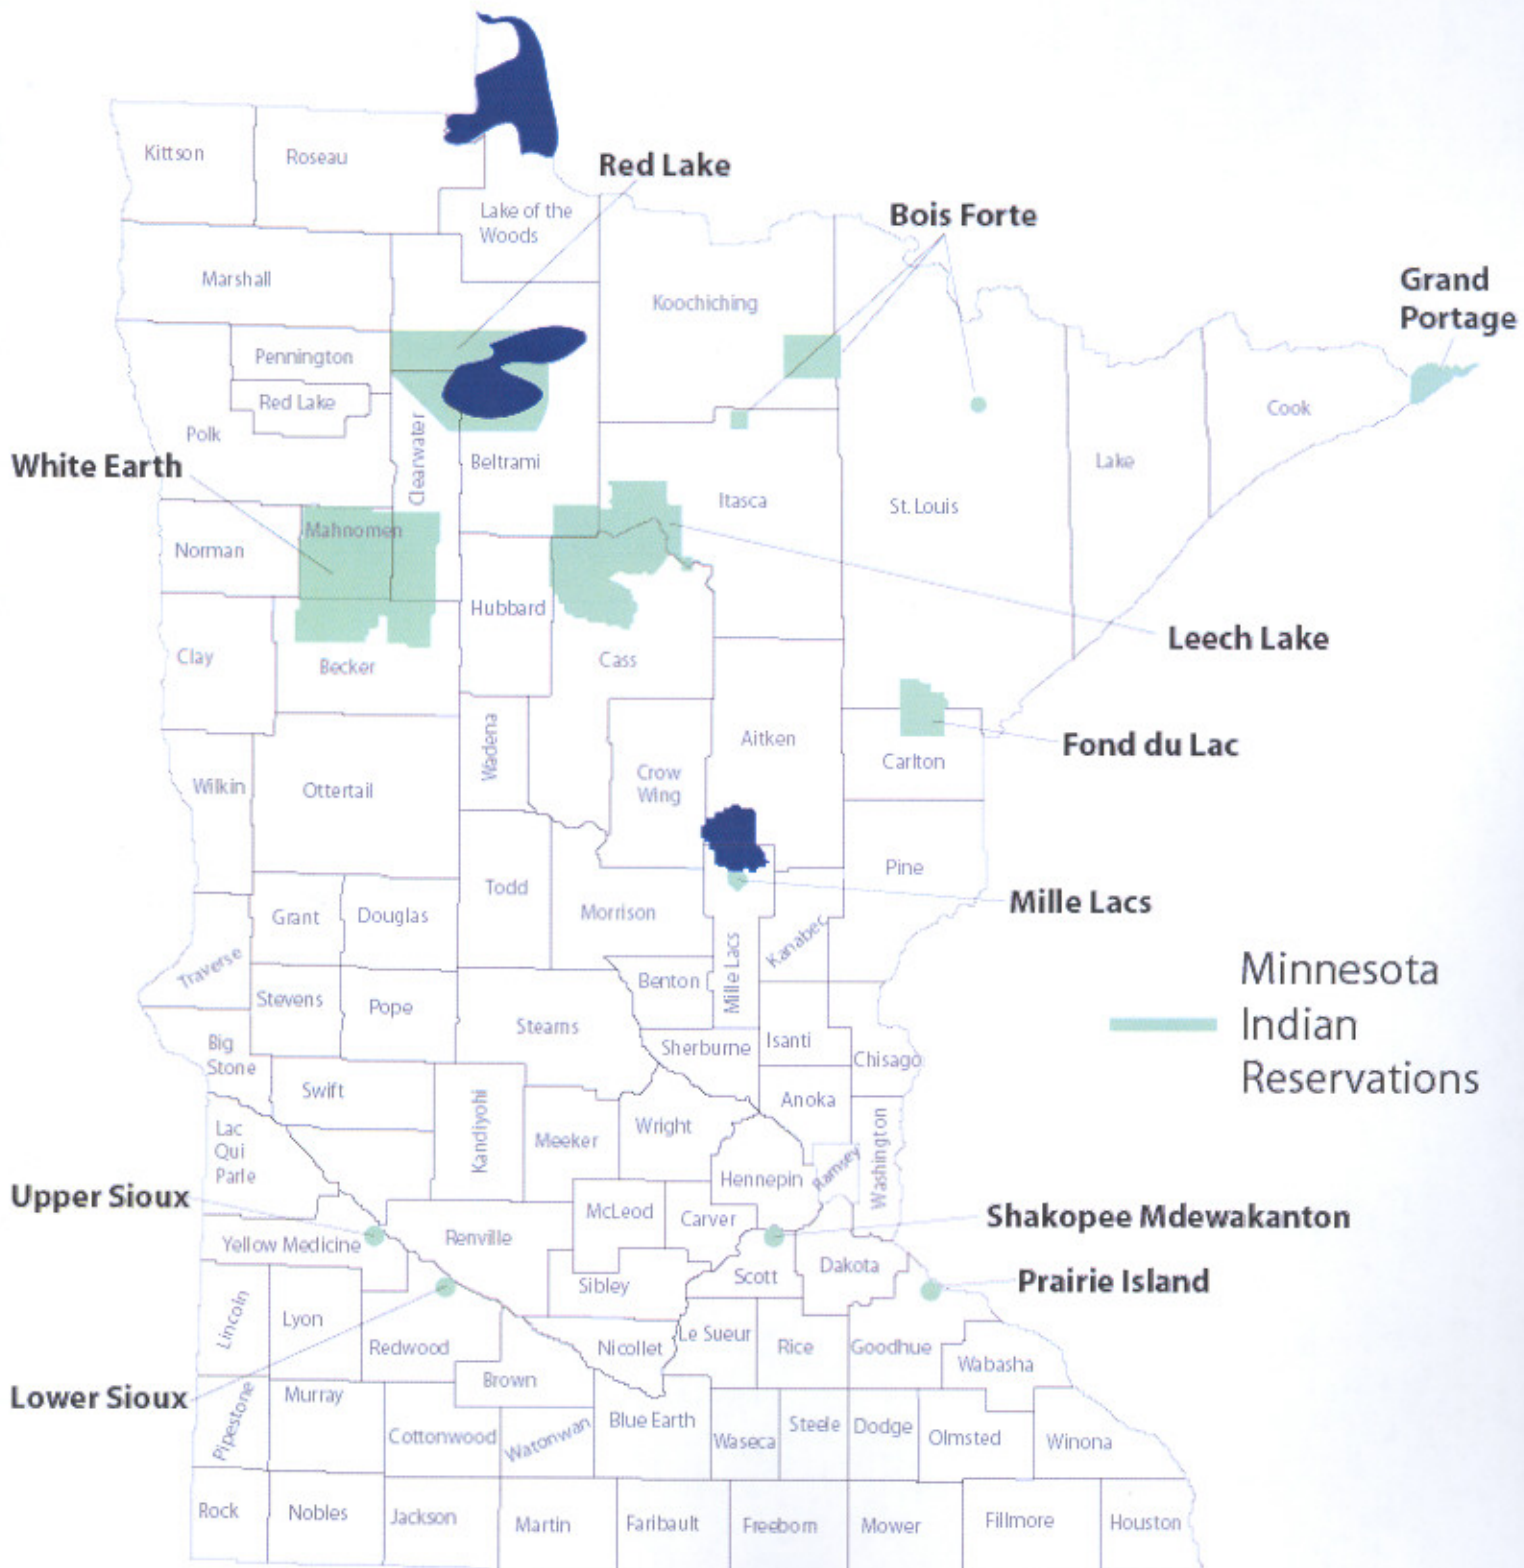 Kittson
Roseau
Red Lake
Lake of the
Woods
Bois Forte
Marshall
Koochiching
Grand
Portage
Pennington
Red Lake
Polk
Clearwater
Beltrami
Itasca
St. Louis
Lake
Cook
White Earth
Mahnomen
Norman
Hubbard
Leech Lake
Clay
Becker
Cass
Wadena
Aitken
Fond du Lac
Carlton
Wilkin
Ottertail
Crow
Wing
Pine
Todd
Grant
Douglas
Morrison
Mille Lacs
Traverse
Kanabec
Benton
Mille Lacs
Minnesota
Indian
Reservations
Stevens
Pope
Stearns
Big
Stone
Sherburne
Isanti
Chisago
Swift
Anoka
Kandiyohi
Meeker
Wright
Washington
Lac
Qui
Parle
Hennepin
Ramsey
Upper Sioux
McLeod
Carver
Shakopee Mdewakanton
Yellow Medicine
Renville
Scott
Dakota
Sibley
Prairie Island
Lincoln
Lyon
Redwood
Nicollet
Le Sueur
Rice
Goodhue
Wabasha
Lower Sioux
Pipestone
Murray
Brown
Cottonwood
Watonwan
Blue Earth
Waseca
Steele
Dodge
Olmsted
Winona
Rock
Nobles
Jackson
Martin
Faribault
Freeborn
Mower
Fillmore
Houston